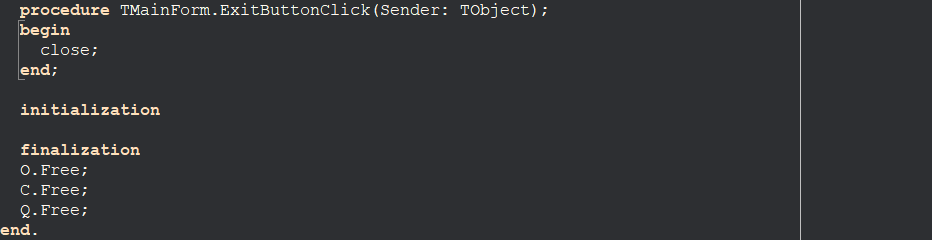 procedure TMainForm.ExitButtonClick(Sender: TObject);
begin
close;
end;
initialization
finalization
O.Free;
C.Free;
Q.Free;
end.